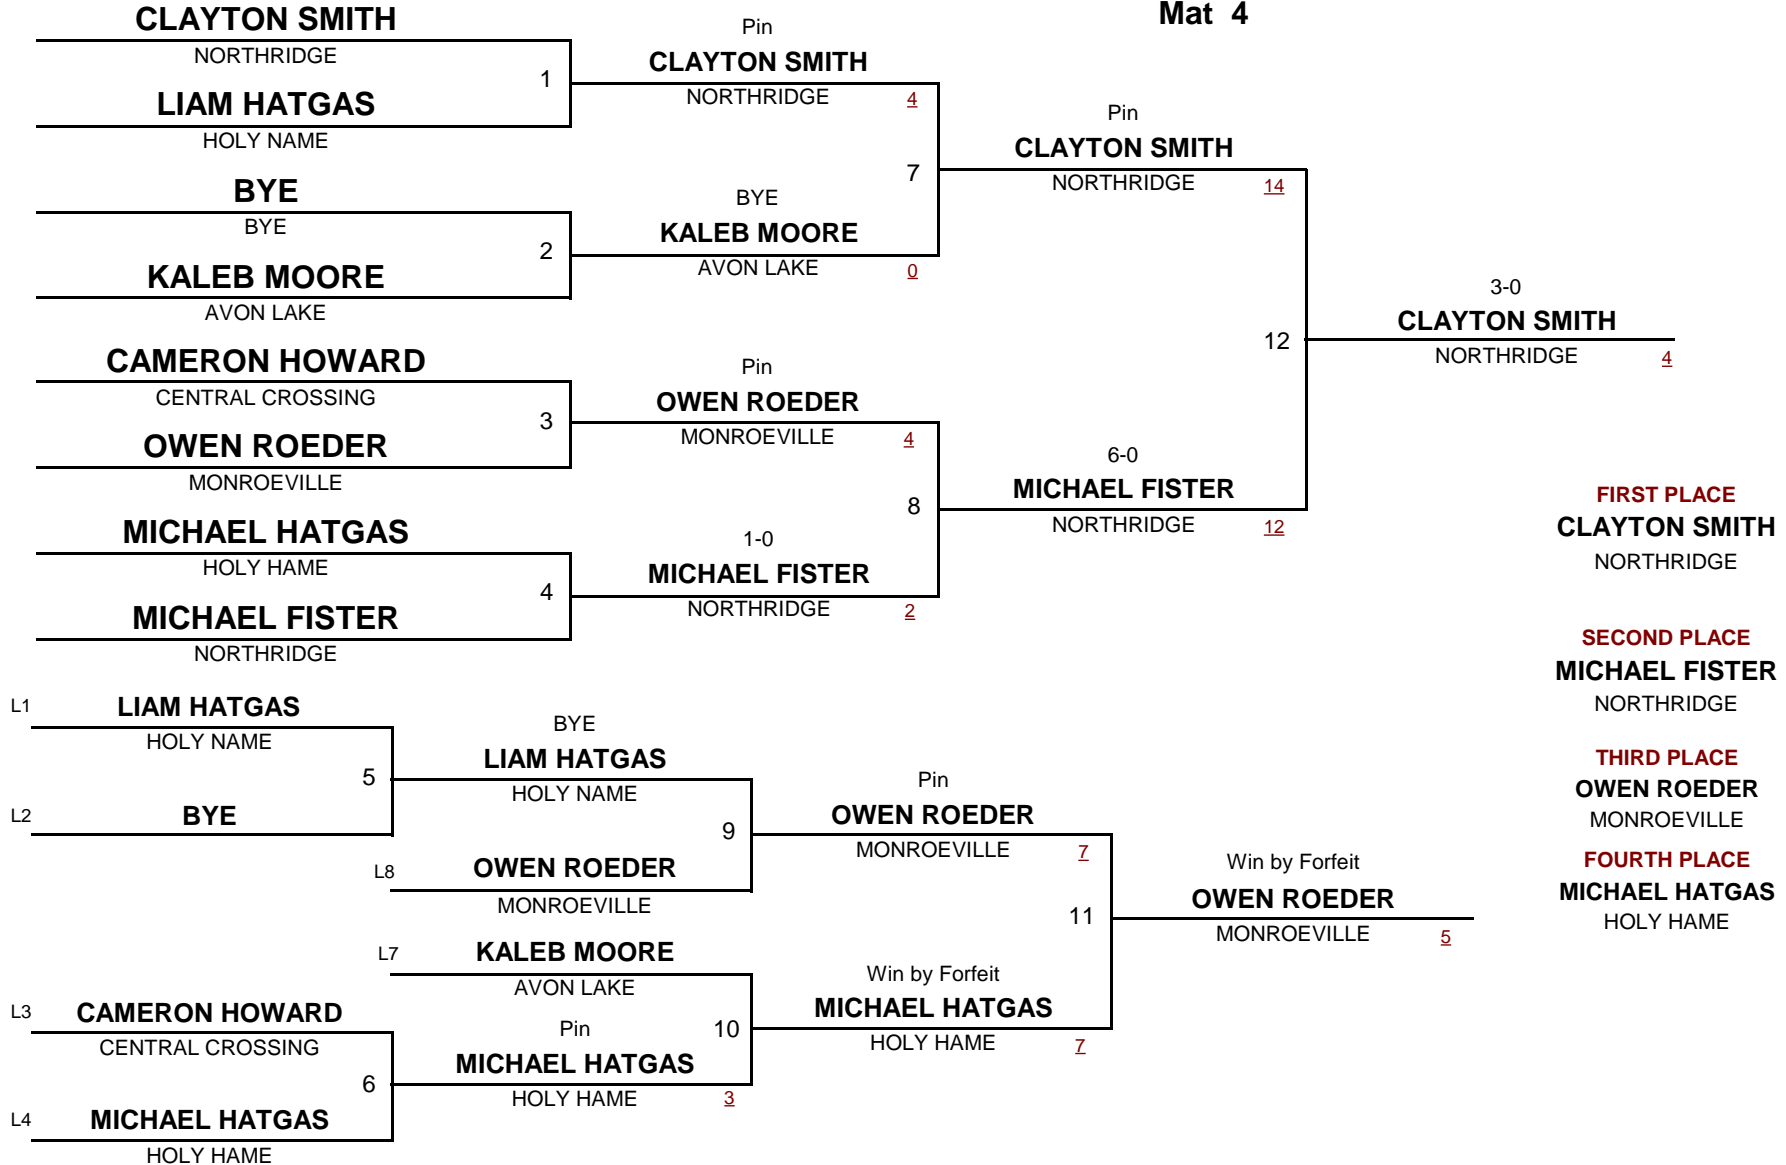 Mat 4
CLAYTON SMITH
NORTHRIDGE
1
LIAM HATGAS
HOLY NAME
BYE
BYE
2
KALEB MOORE
AVON LAKE
CAMERON HOWARD
CENTRAL CROSSING
3
OWEN ROEDER
MONROEVILLE
MICHAEL HATGAS
HOLY HAME
4
MICHAEL FISTER
NORTHRIDGE
Pin
CLAYTON SMITH
NORTHRIDGE 4
7
BYE
KALEB MOORE
AVON LAKE 0
Pin
OWEN ROEDER
MONROEVILLE 4
8
1-0
MICHAEL FISTER
NORTHRIDGE 2
Pin
CLAYTON SMITH
NORTHRIDGE 14
12
6-0
MICHAEL FISTER
NORTHRIDGE 12
3-0
CLAYTON SMITH
NORTHRIDGE 4
FIRST PLACE
CLAYTON SMITH
NORTHRIDGE
SECOND PLACE
MICHAEL FISTER
NORTHRIDGE
THIRD PLACE
OWEN ROEDER
MONROEVILLE
FOURTH PLACE
MICHAEL HATGAS
HOLY HAME
L1 LIAM HATGAS
HOLY NAME
5
L2 BYE
BYE
LIAM HATGAS
HOLY NAME
9
L8 OWEN ROEDER
MONROEVILLE
L7 KALEB MOORE
AVON LAKE
10
L3 CAMERON HOWARD
CENTRAL CROSSING
6
L4 MICHAEL HATGAS
HOLY HAME
Pin
MICHAEL HATGAS
HOLY HAME 3
Pin
OWEN ROEDER
MONROEVILLE 7
11
Win by Forfeit
MICHAEL HATGAS
HOLY HAME 7
Win by Forfeit
OWEN ROEDER
MONROEVILLE 5